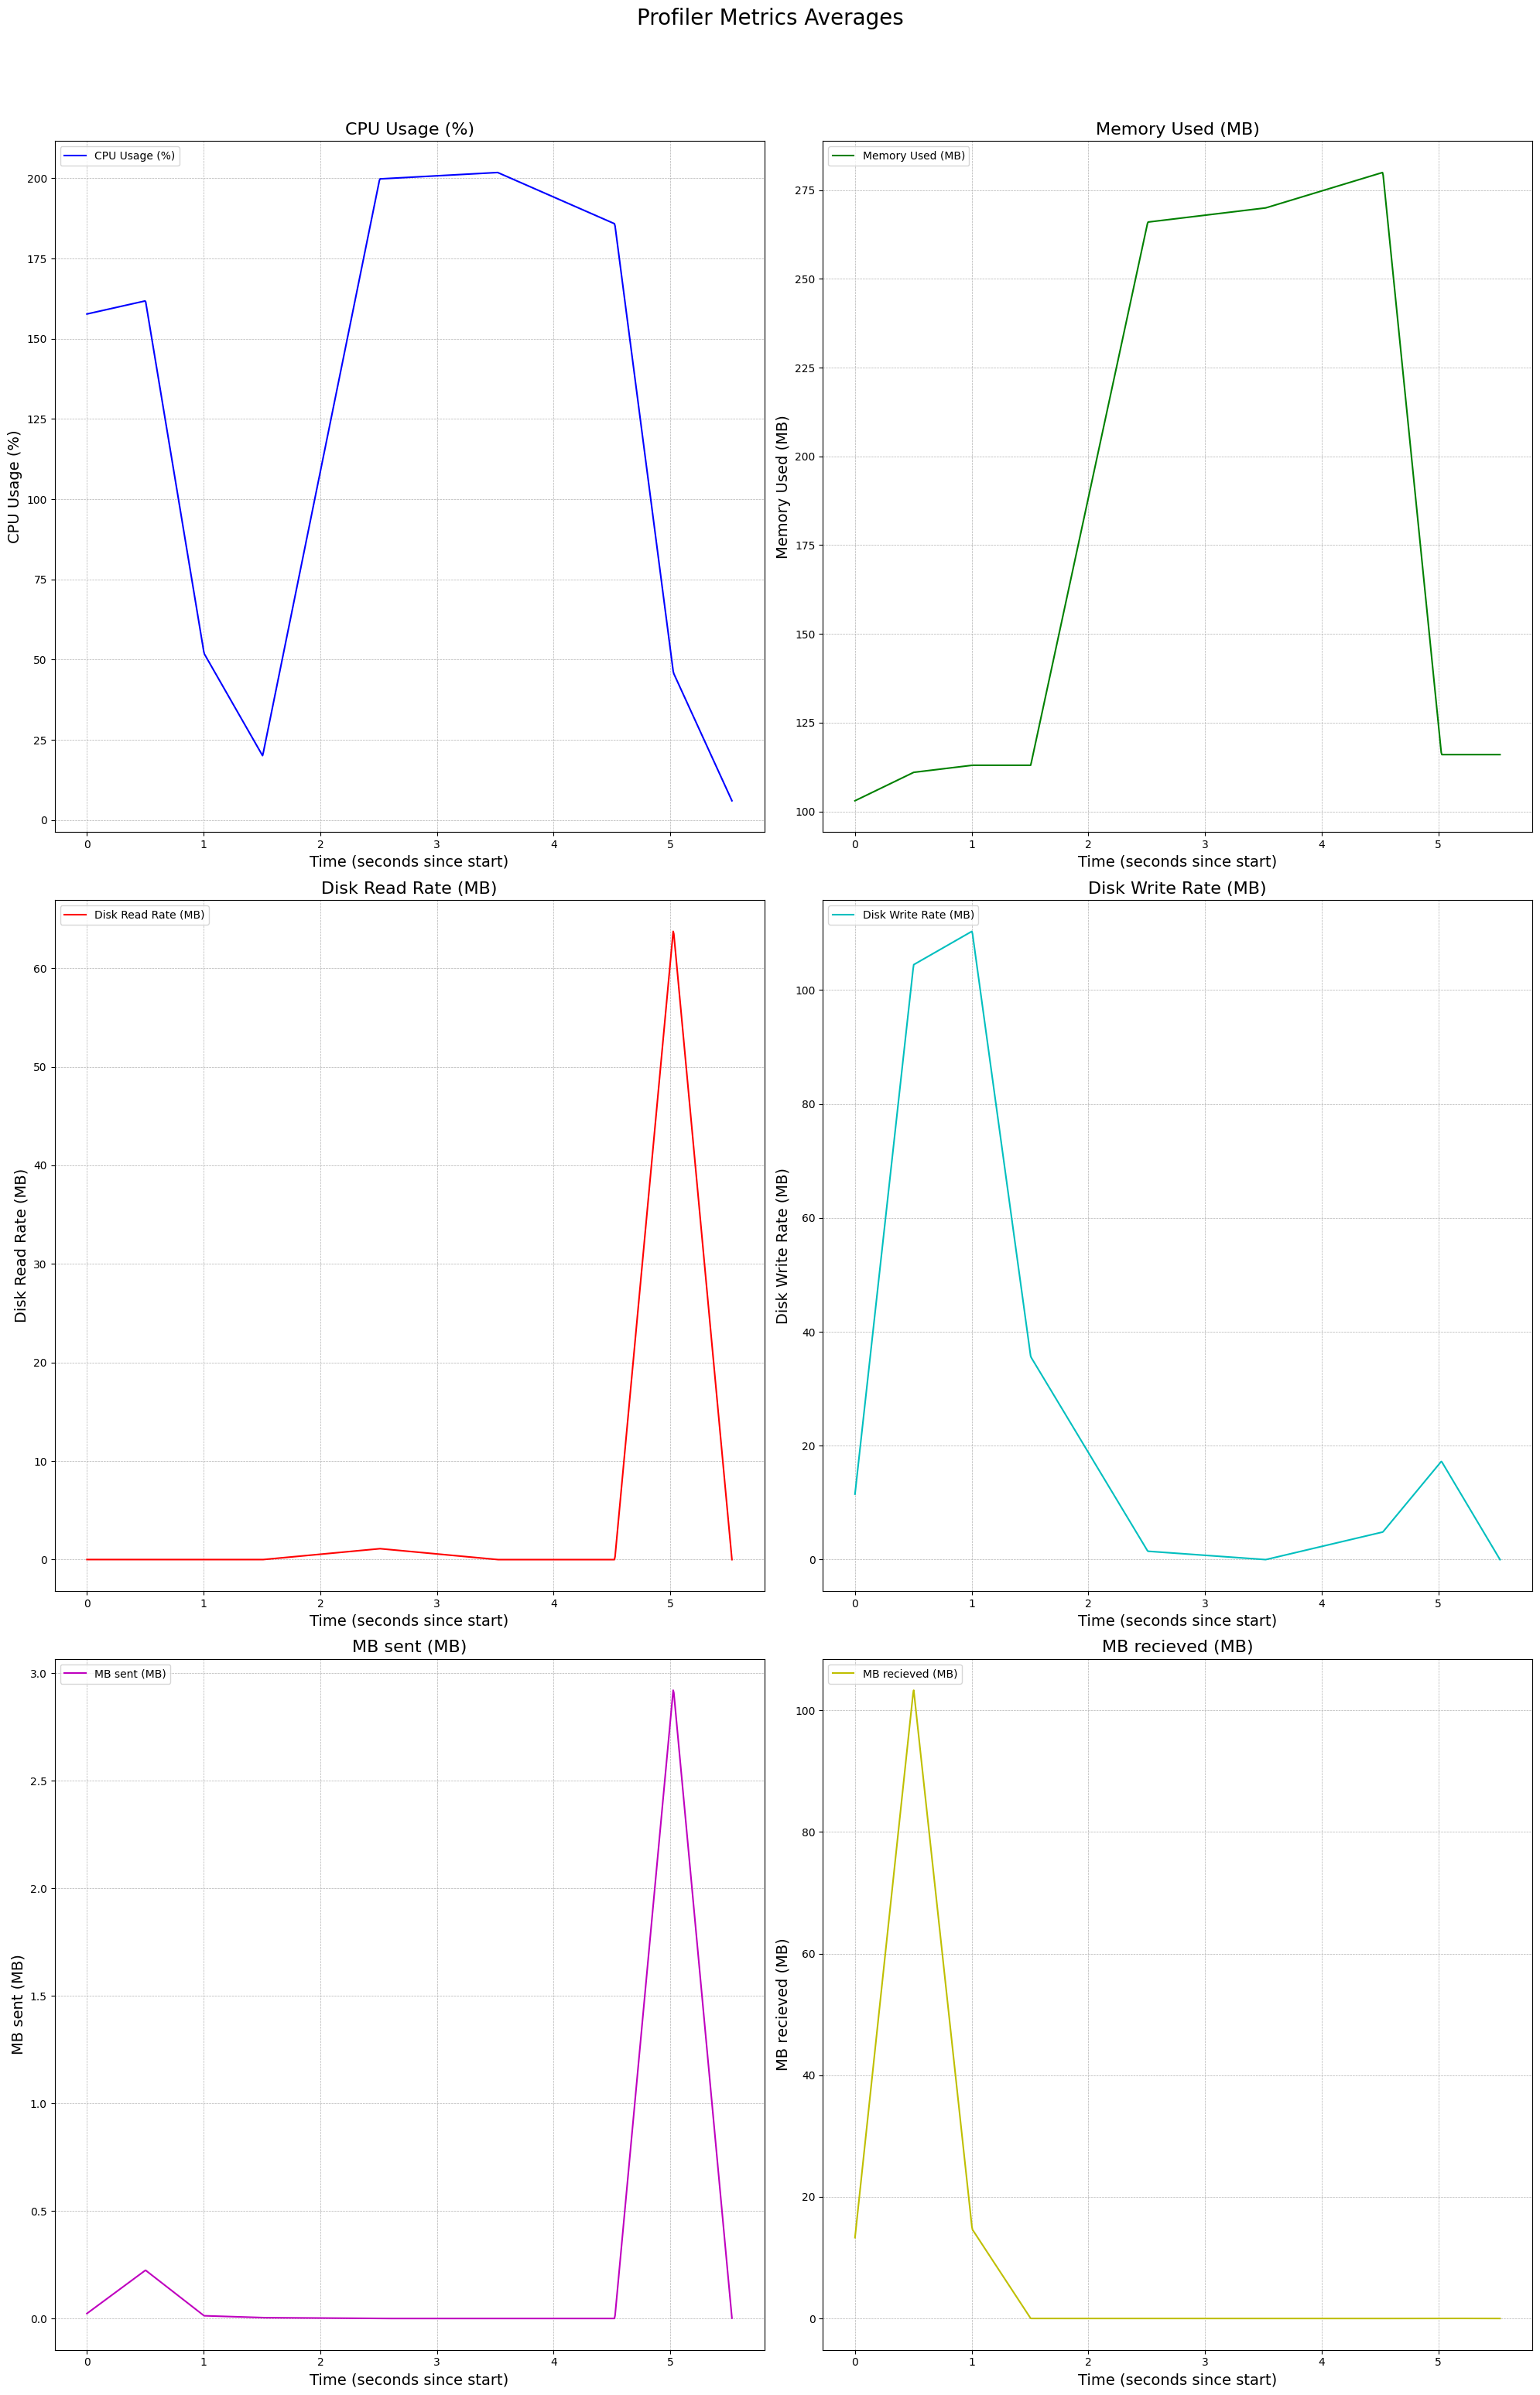 Profiler Metrics Averages
CPU Usage (%)
CPU Usage (%)
200
175
150
125
100
75
50
25
0
CPU Usage (%)
0 1 2 3 4 5
Time (seconds since start)
Memory Used (MB)
Memory Used (MB)
275
250
225
200
175
150
125
100
Memory Used (MB)
0 1 2 3 4 5
Time (seconds since start)
Disk Read Rate (MB)
Disk Read Rate (MB)
60
50
40
30
20
10
0
Disk Read Rate (MB)
0 1 2 3 4 5
Time (seconds since start)
Disk Write Rate (MB)
Disk Write Rate (MB)
100
80
60
40
20
0
Disk Write Rate (MB)
0 1 2 3 4 5
Time (seconds since start)
MB sent (MB)
MB sent (MB)
3.0
2.5
2.0
1.5
1.0
0.5
0.0
MB sent (MB)
0 1 2 3 4 5
Time (seconds since start)
MB recieved (MB)
MB recieved (MB)
100
80
60
40
20
0
MB recieved (MB)
0 1 2 3 4 5
Time (seconds since start)